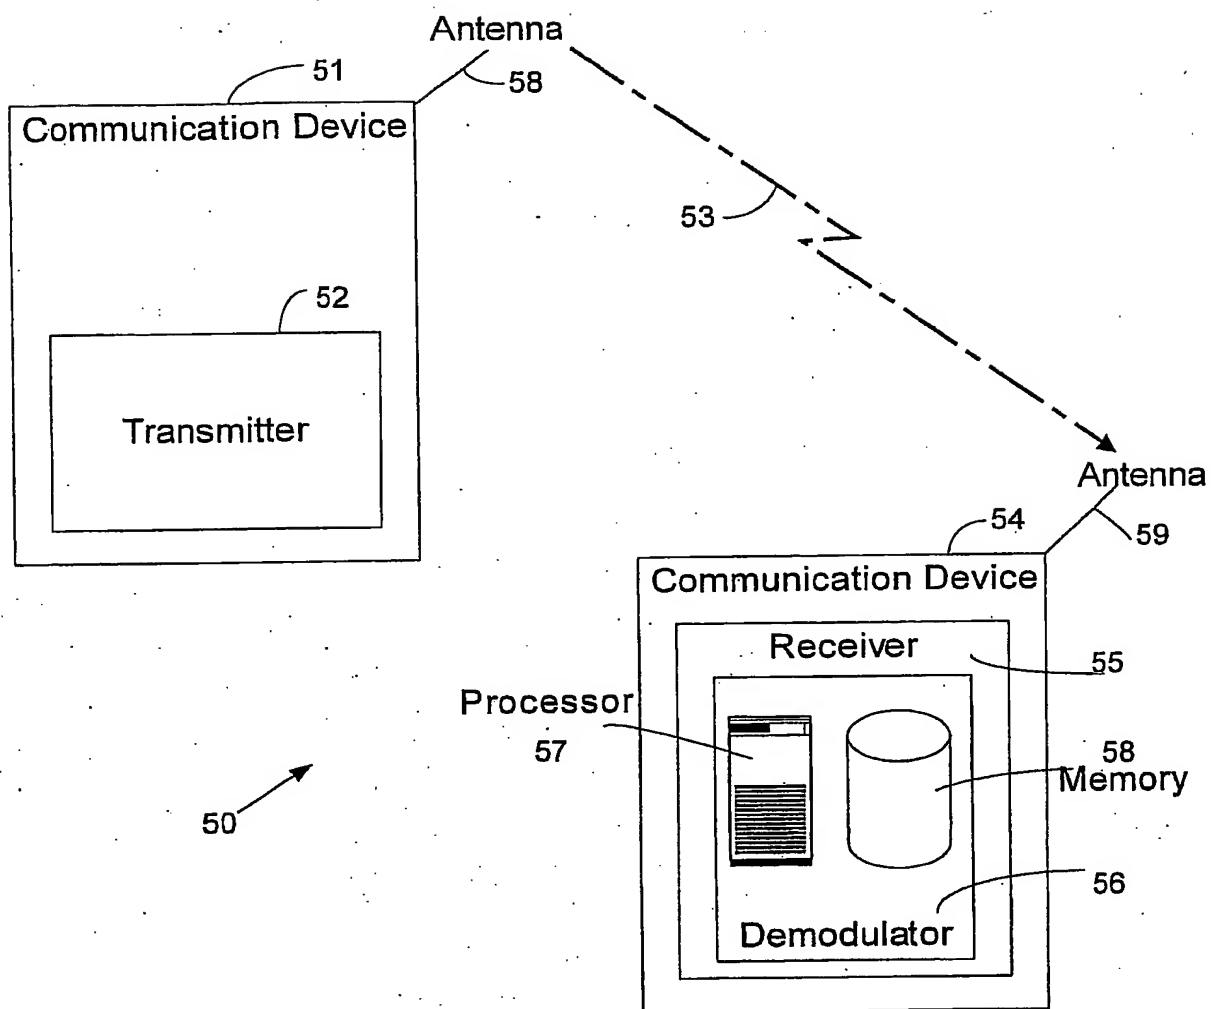 Antenna
51
58
Communication Device
53
52
Transmitter
Antenna
54
59
Communication Device
Receiver
55
Processor
57
58
Memory
50
56
Demodulator